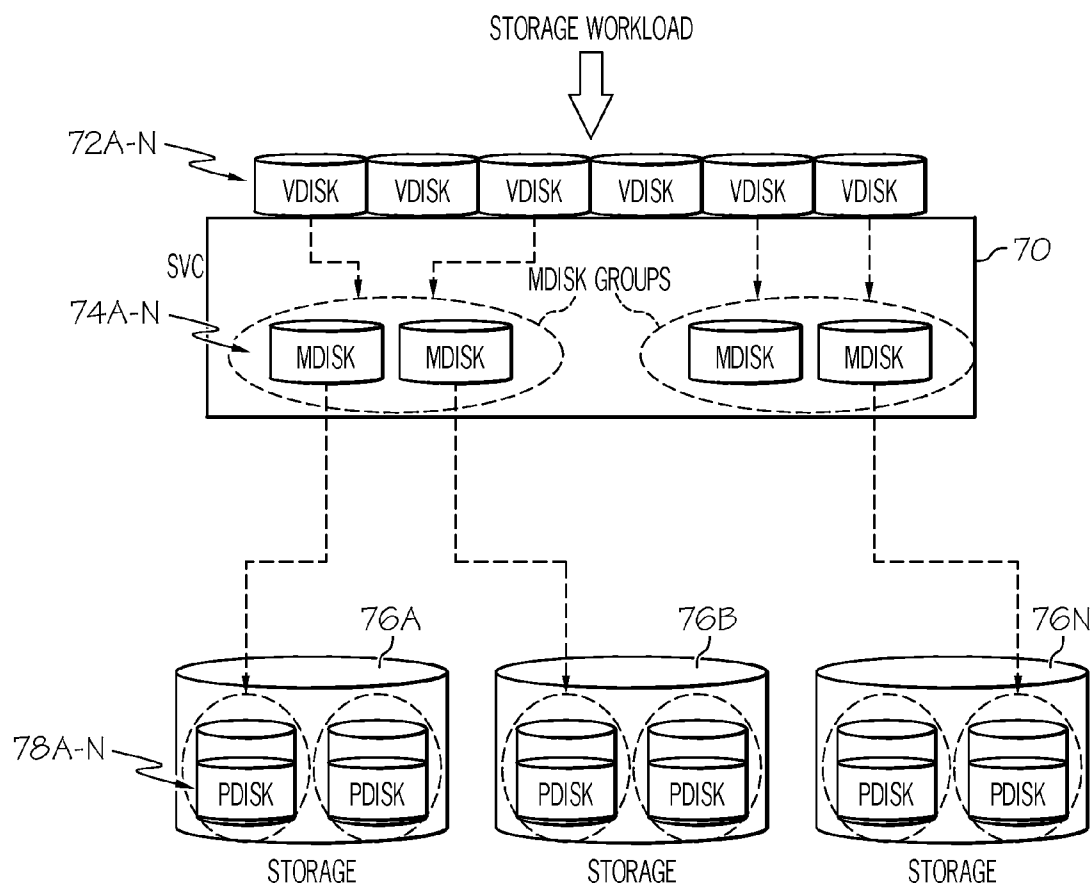 STORAGE WORKLOAD
72A-N
VDISK VDISK VDISK VDISK VDISK VDISK
SVC
70
MDISK GROUPS
74A-N
MDISK MDISK MDISK MDISK
76A 76B 76N
78A-N
PDISK PDISK PDISK PDISK PDISK PDISK
STORAGE STORAGE STORAGE